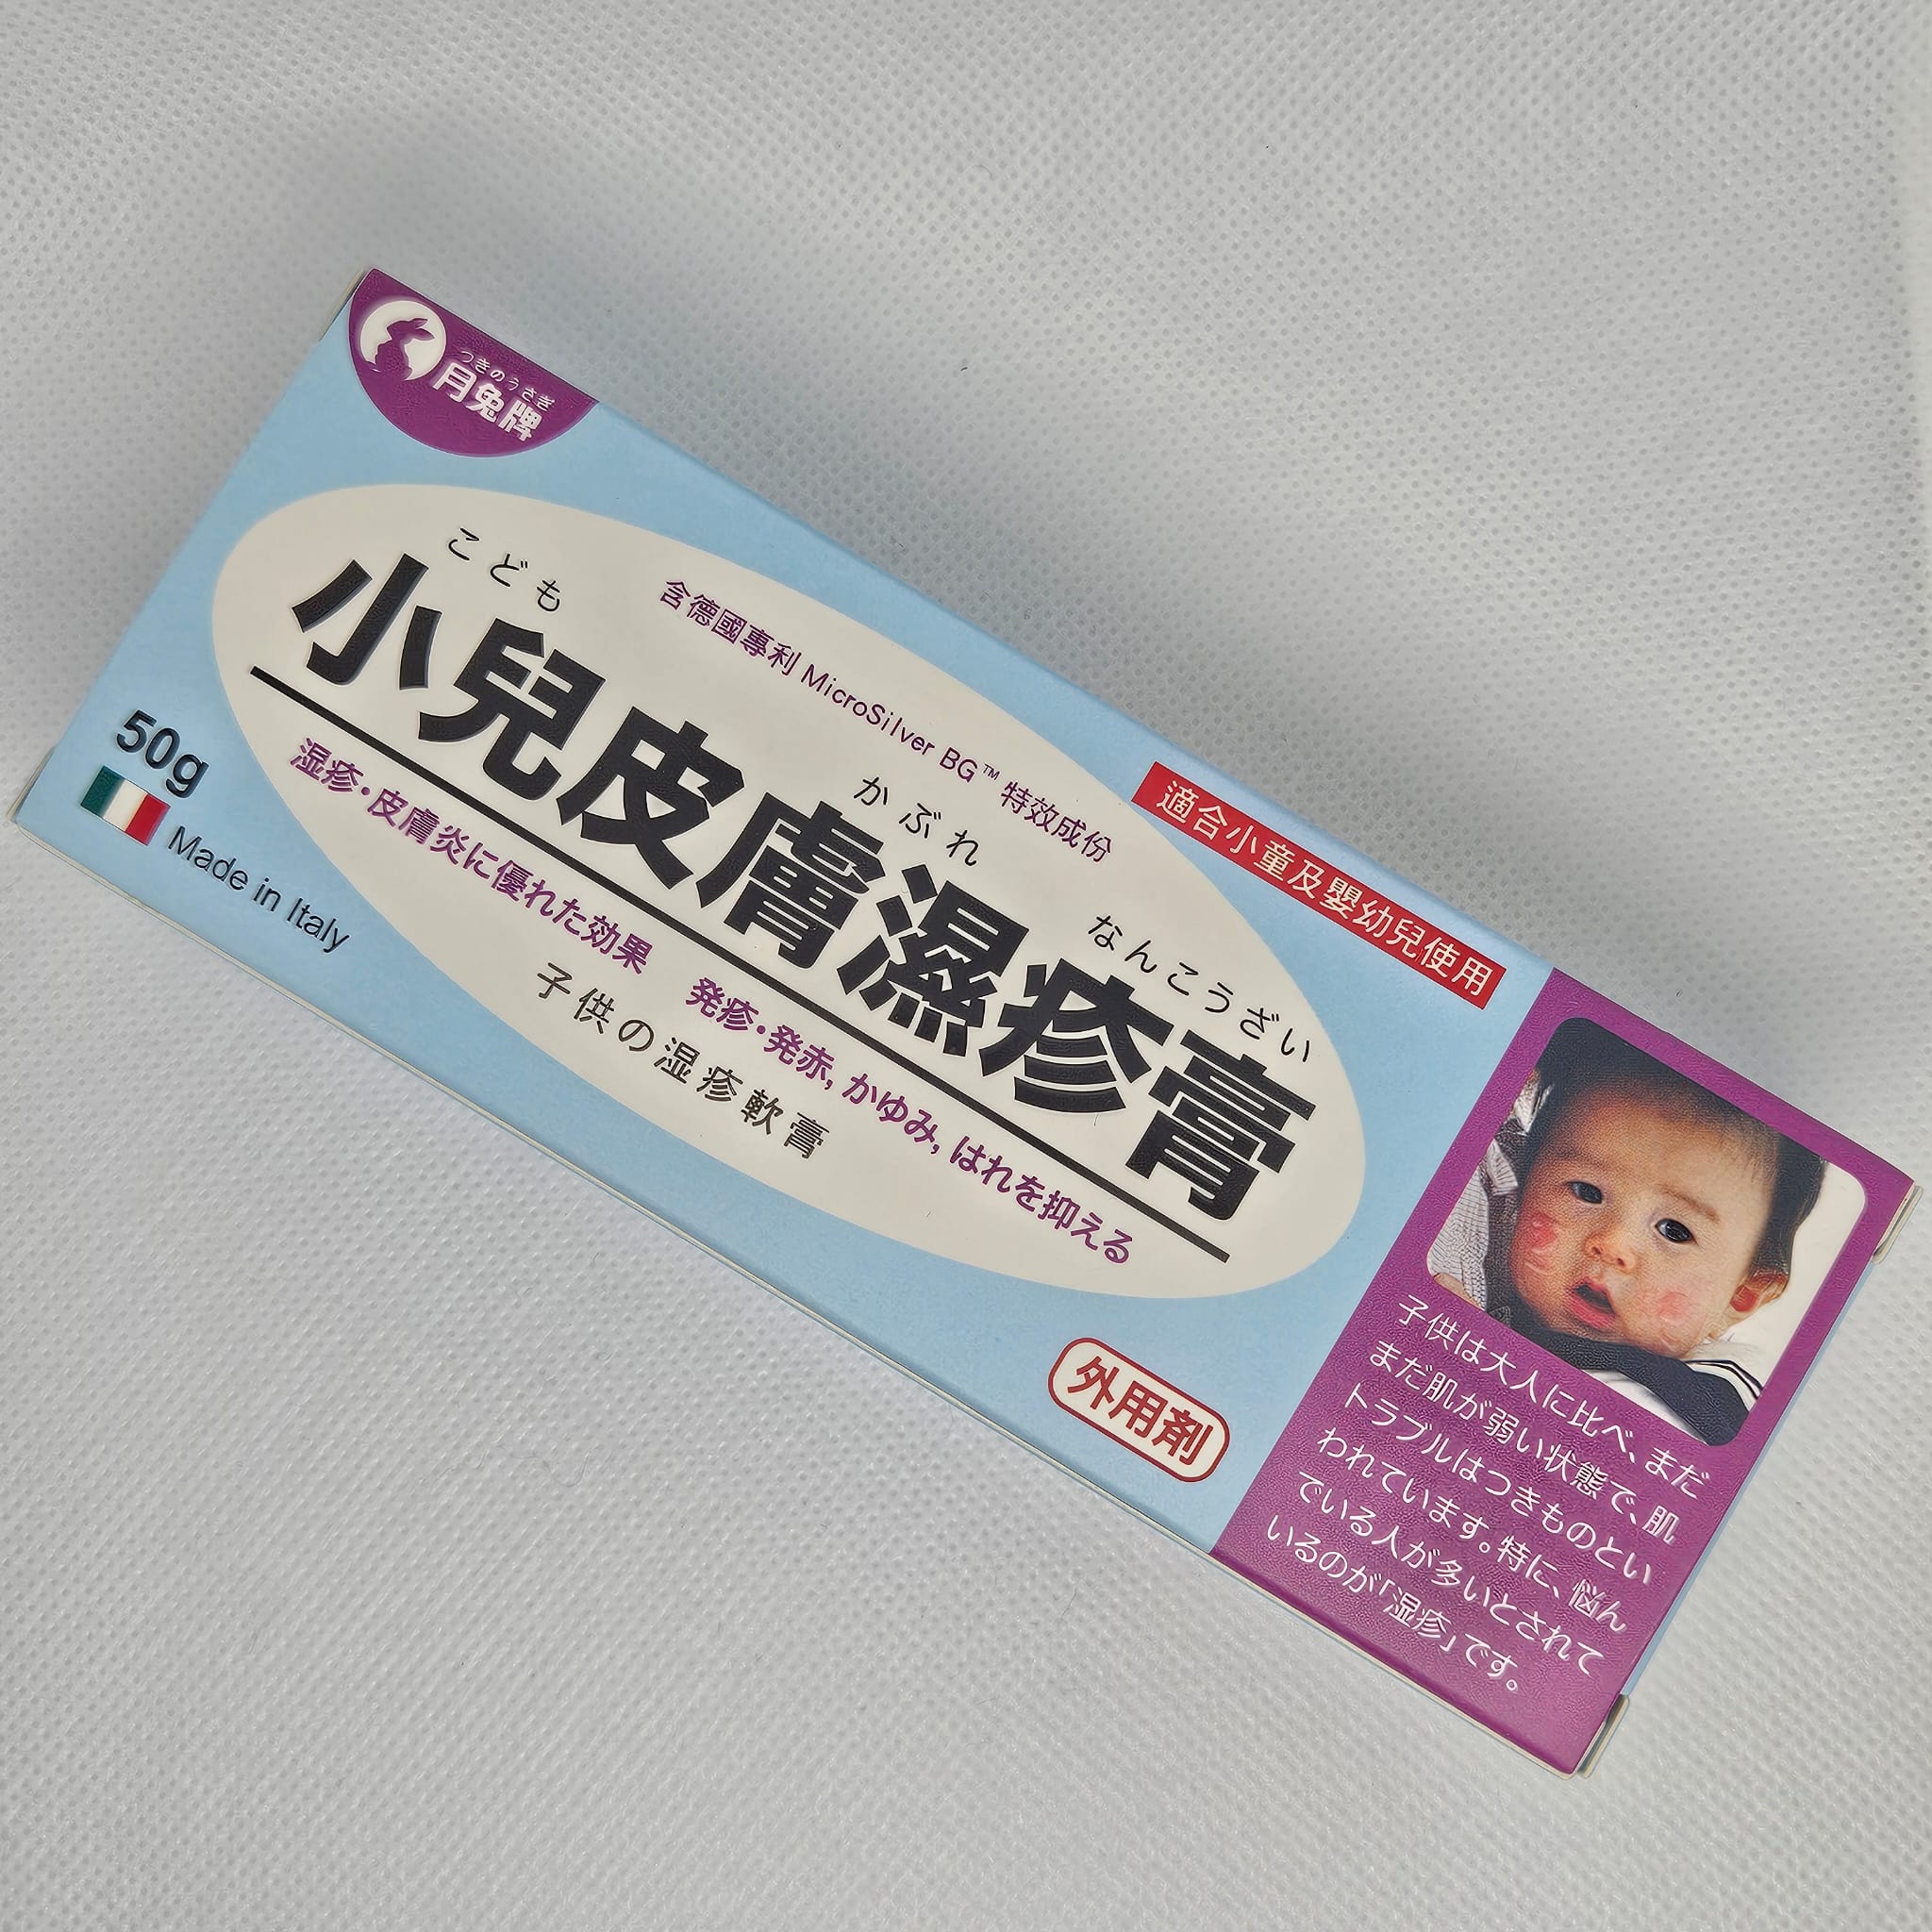 つきのうさぎ
月兔牌
含德國專利 MicroSilver BG™ 特效成份
こども かぶれ なんこうざい
小兒皮膚濕疹膏
湿疹・皮膚炎に優れた効果 発疹・発赤, かゆみ, はれを抑える
子供の湿疹軟膏
50g
Made in Italy
適合小童及嬰幼兒使用
外用剤
子供は大人に比べ、まだ
まだ肌が弱い状態で、肌
トラブルはつきものとい
われています。特に、悩ん
でいる人が多いとされて
いるのが「湿疹」です。